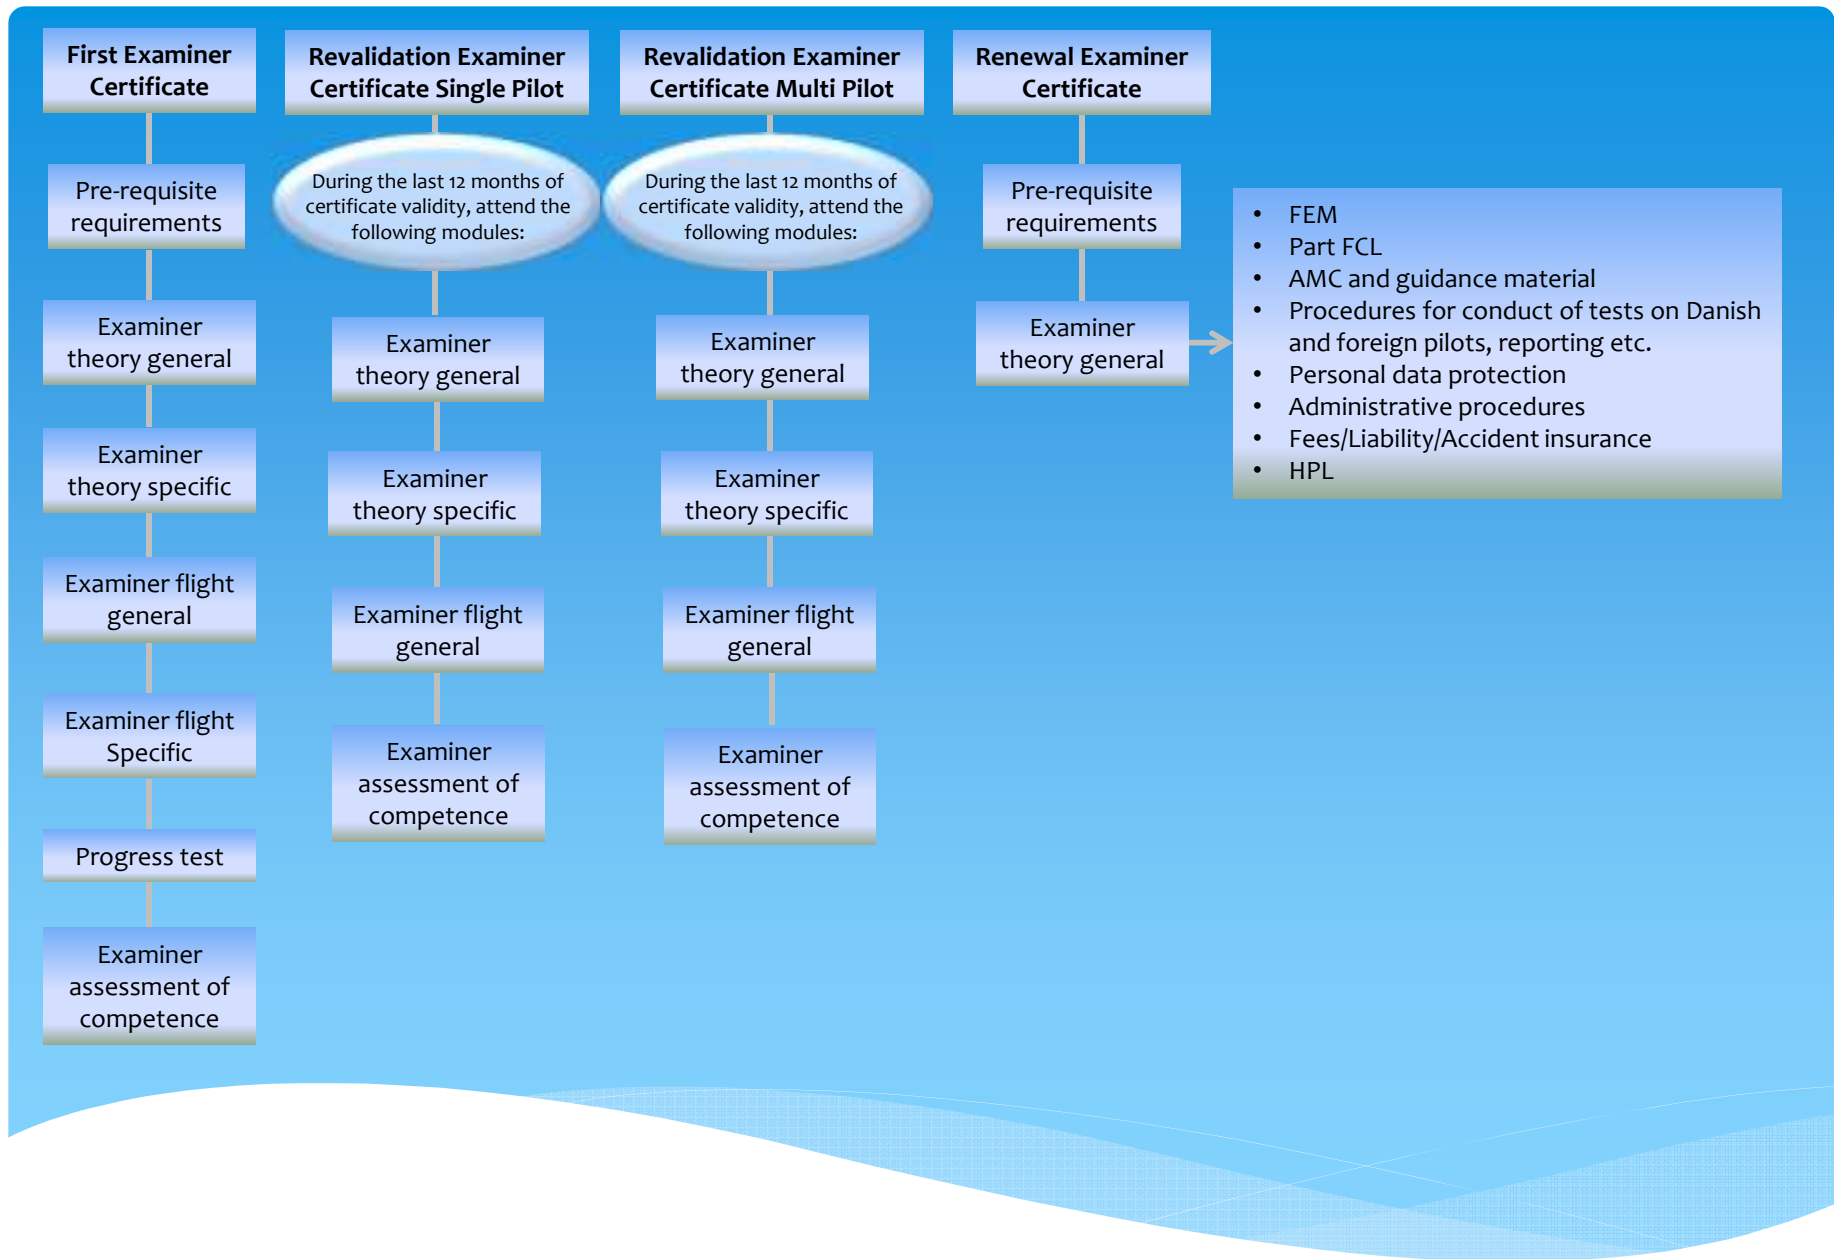 First Examiner
Certificate
Pre-requisite
requirements
Examiner
theory general
Examiner
theory specific
Examiner flight
general
Examiner flight
Specific
Progress test
Examiner
assessment of
competence
Revalidation Examiner
Certificate Single Pilot
During the last 12 months of
certificate validity, attend the
following modules:
Examiner
theory general
Examiner
theory specific
Examiner flight
general
Examiner
assessment of
competence
Revalidation Examiner
Certificate Multi Pilot
During the last 12 months of
certificate validity, attend the
following modules:
Examiner
theory general
Examiner
theory specific
Examiner flight
general
Examiner
assessment of
competence
Renewal Examiner
Certificate
Pre-requisite
requirements
Examiner
theory general
• FEM
• Part FCL
• AMC and guidance material
• Procedures for conduct of tests on Danish
and foreign pilots, reporting etc.
• Personal data protection
• Administrative procedures
• Fees/Liability/Accident insurance
• HPL